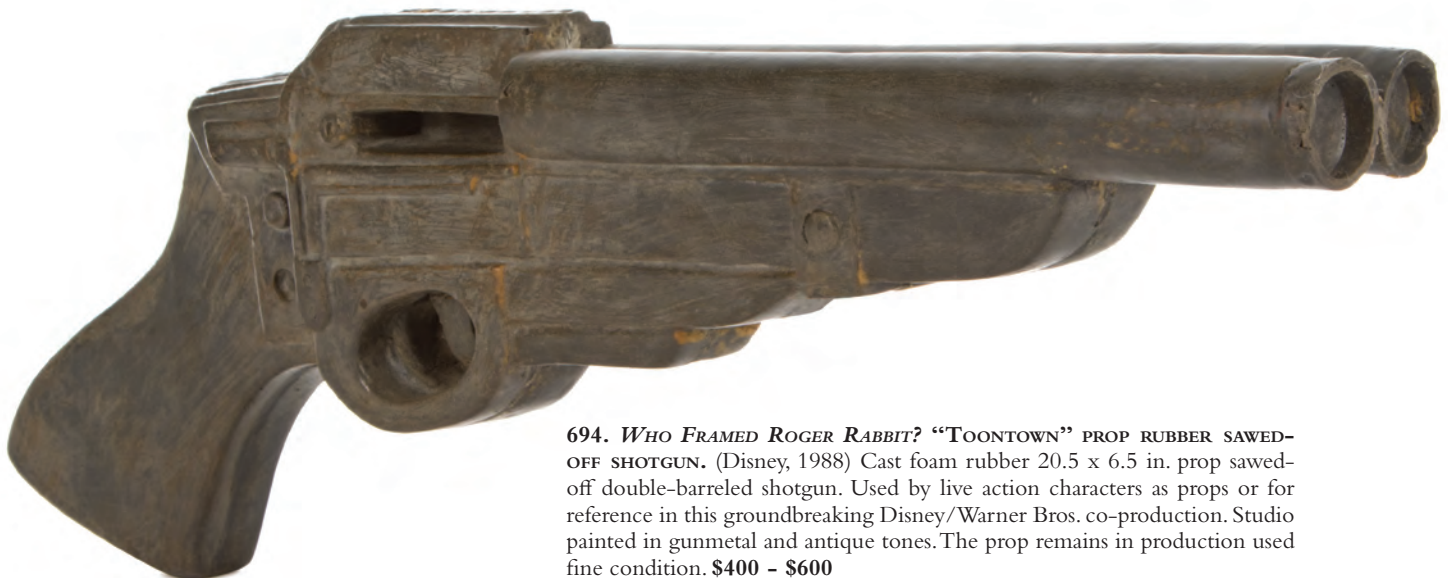 694. WHO FRAMED ROGER RABBIT? “TOONTOWN” PROP RUBBER SAWED-
OFF SHOTGUN. (Disney, 1988) Cast foam rubber 20.5 x 6.5 in. prop sawed-
off double-barreled shotgun. Used by live action characters as props or for
reference in this groundbreaking Disney/Warner Bros. co-production. Studio
painted in gunmetal and antique tones. The prop remains in production used
fine condition. $400 - $600